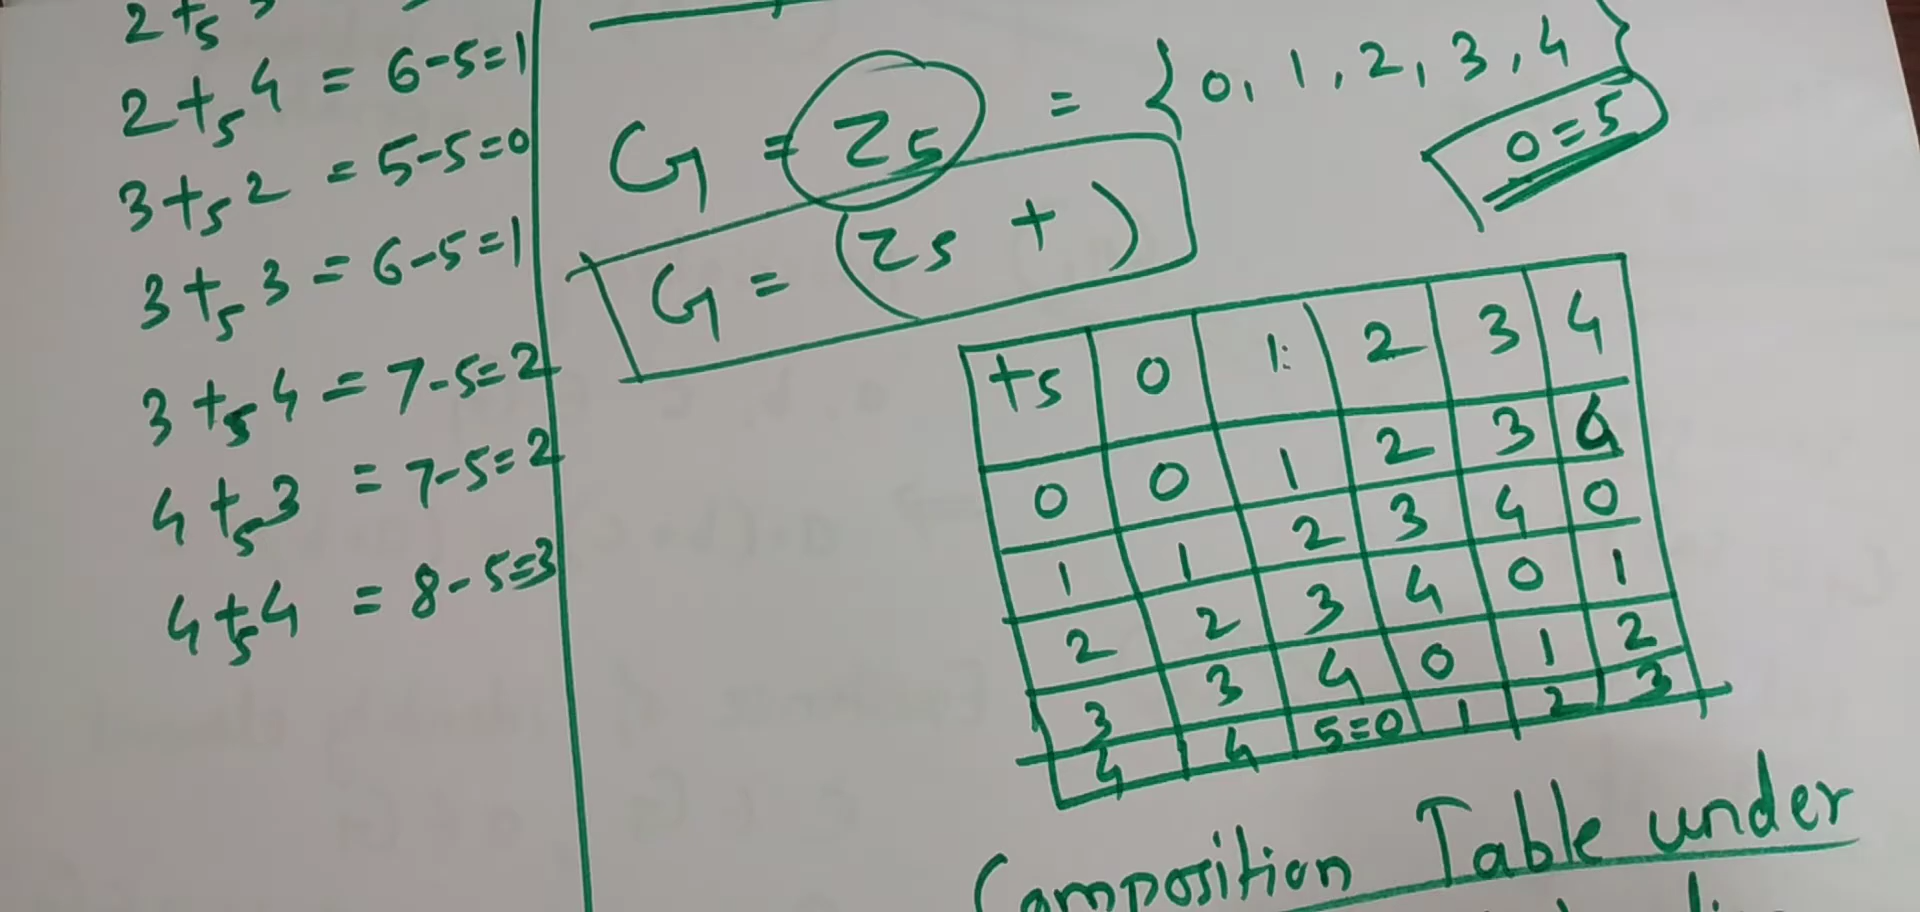 2 +5 3
2 +5 4 = 6-5=1
3 +5 2 = 5-5=0
3 +5 3 = 6-5=1
3 +5 4 = 7-5=2
4 +5 3 = 7-5=2
4 +5 4 = 8-5=3
G = Z5 = {0, 1, 2, 3, 4}
0=5
G = (Z5 +)
+5 0 1 2 3 4
0 0 1 2 3 4
1 1 2 3 4 0
2 2 3 4 0 1
3 3 4 0 1 2
4 4 5=0 1 2 3
Composition Table under